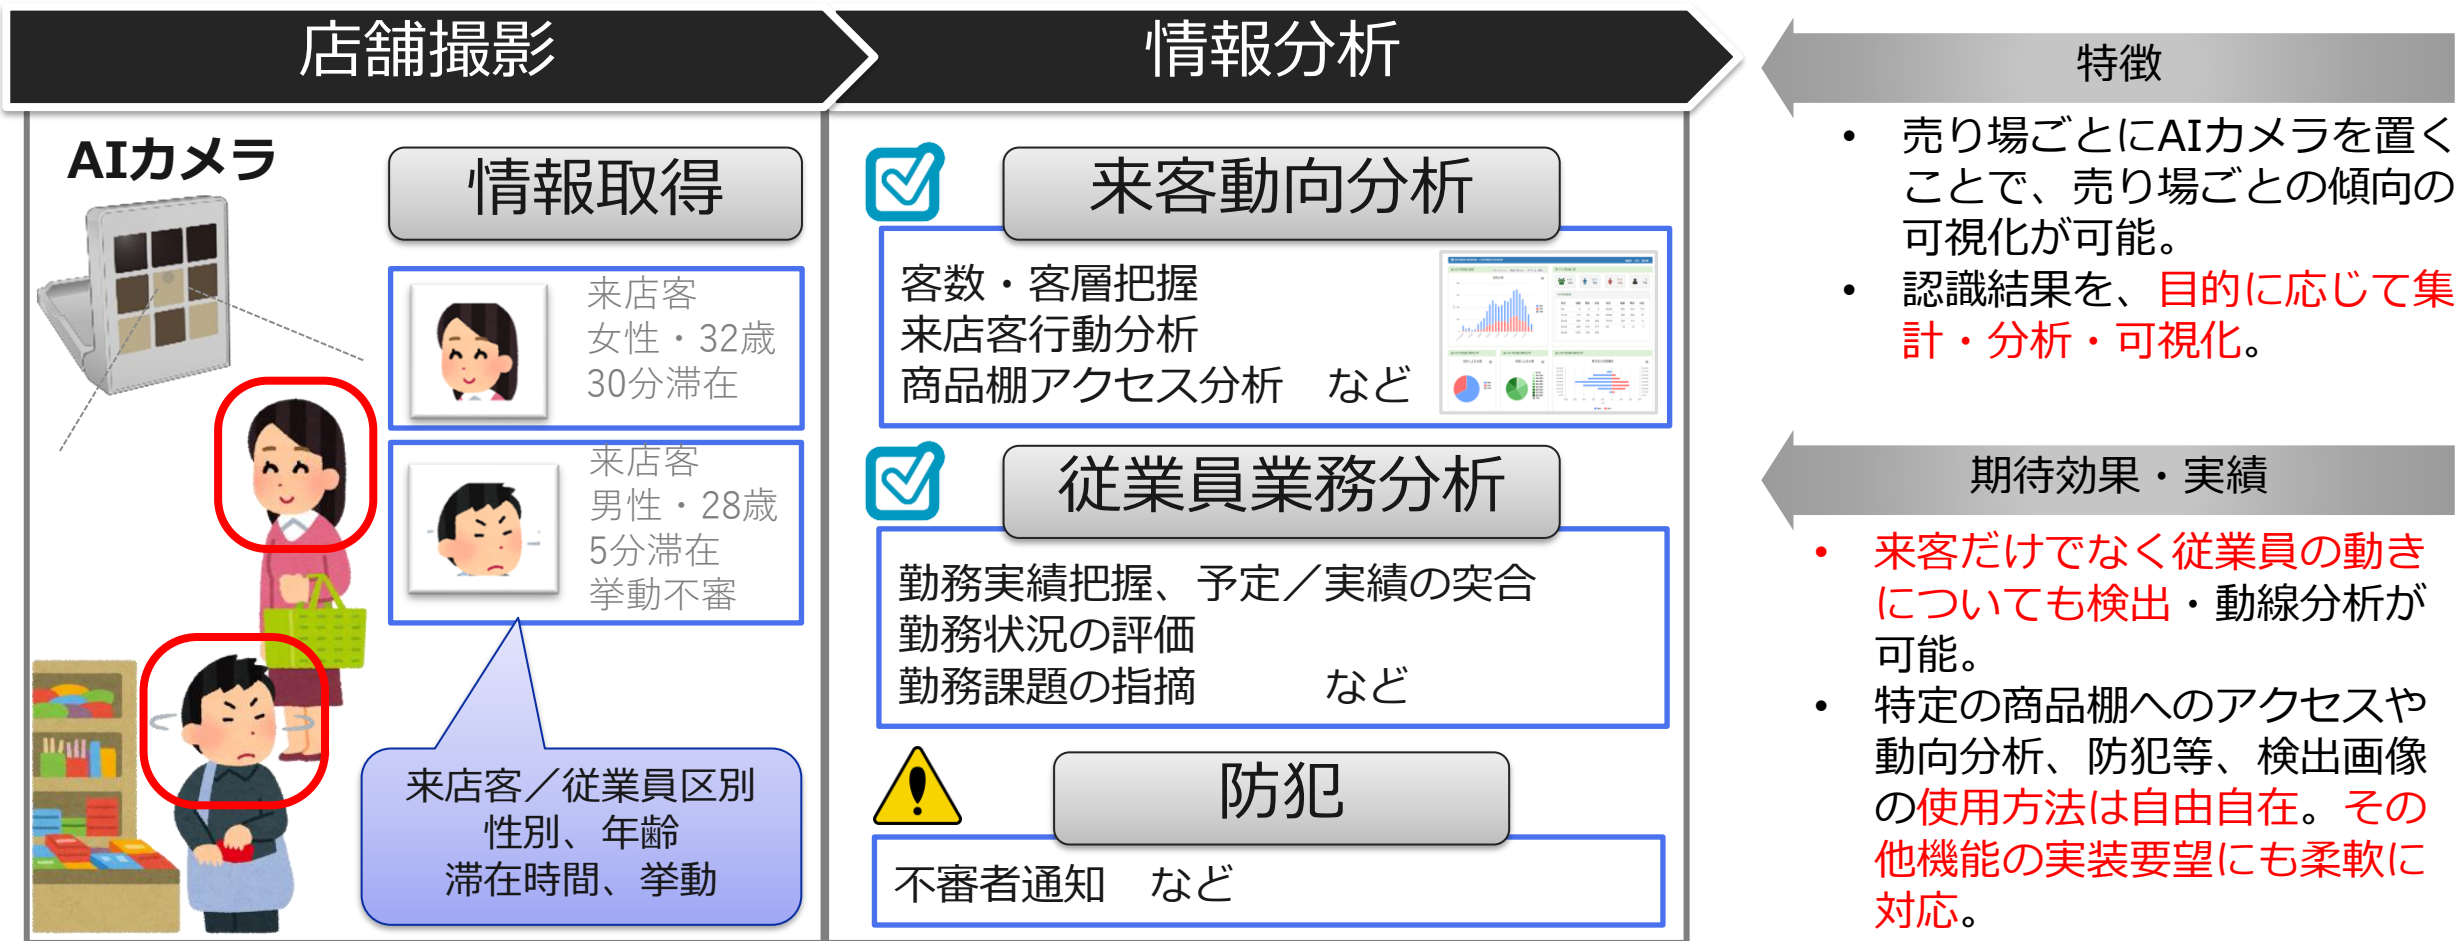 店舗撮影
情報分析
AIカメラ
情報取得
来店客
女性・32歳
30分滞在
来店客
男性・28歳
5分滞在
挙動不審
来店客／従業員区別
性別、年齢
滞在時間、挙動
来客動向分析
客数・客層把握
来店客行動分析
商品棚アクセス分析　など
従業員業務分析
勤務実績把握、予定／実績の突合
勤務状況の評価
勤務課題の指摘　　　など
防犯
不審者通知　など
特徴
• 売り場ごとにAIカメラを置く
ことで、売り場ごとの傾向の
可視化が可能。
• 認識結果を、目的に応じて集
計・分析・可視化。
期待効果・実績
• 来客だけでなく従業員の動き
についても検出・動線分析が
可能。
• 特定の商品棚へのアクセスや
動向分析、防犯等、検出画像
の使用方法は自由自在。その
他機能の実装要望にも柔軟に
対応。